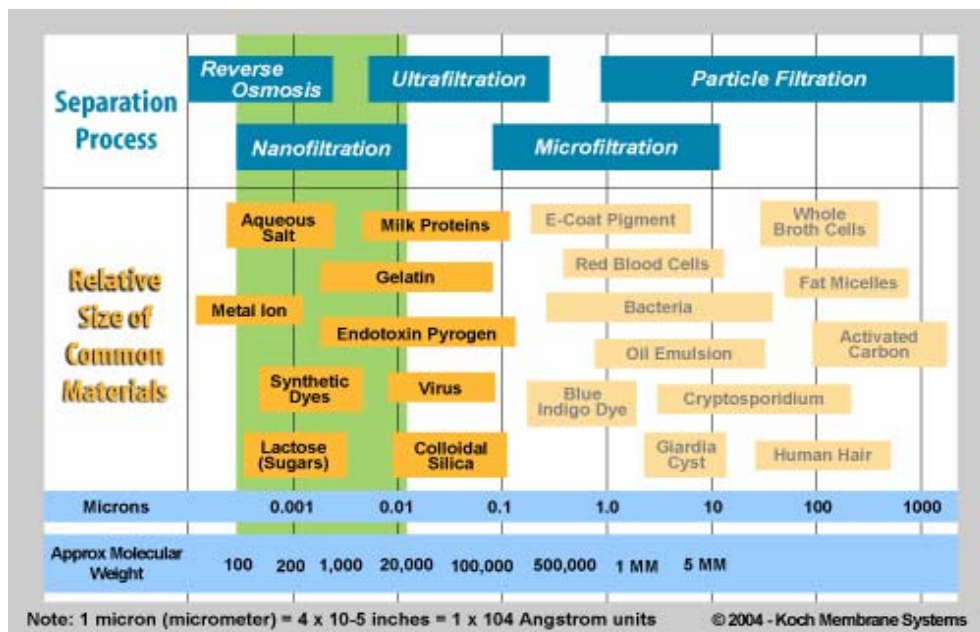 Separation
Process
Reverse
Osmosis
Ultrafiltration
Particle Filtration
Nanofiltration
Microfiltration
Relative
Size of
Common
Materials
Aqueous
Salt
Milk Proteins
E-Coat Pigment
Whole
Broth Cells
Gelatin
Red Blood Cells
Fat Micelles
Metal Ion
Bacteria
Endotoxin Pyrogen
Activated
Carbon
Oil Emulsion
Synthetic
Dyes
Virus
Blue
Indigo Dye
Cryptosporidium
Lactose
(Sugars)
Colloidal
Silica
Giardia
Cyst
Human Hair
Microns 0.001 0.01 0.1 1.0 10 100 1000
Approx Molecular
Weight
100 200 1,000 20,000 100,000 500,000 1 MM 5 MM
Note: 1 micron (micrometer) = 4 x 10-5 inches = 1 x 104 Angstrom units © 2004 - Koch Membrane Systems